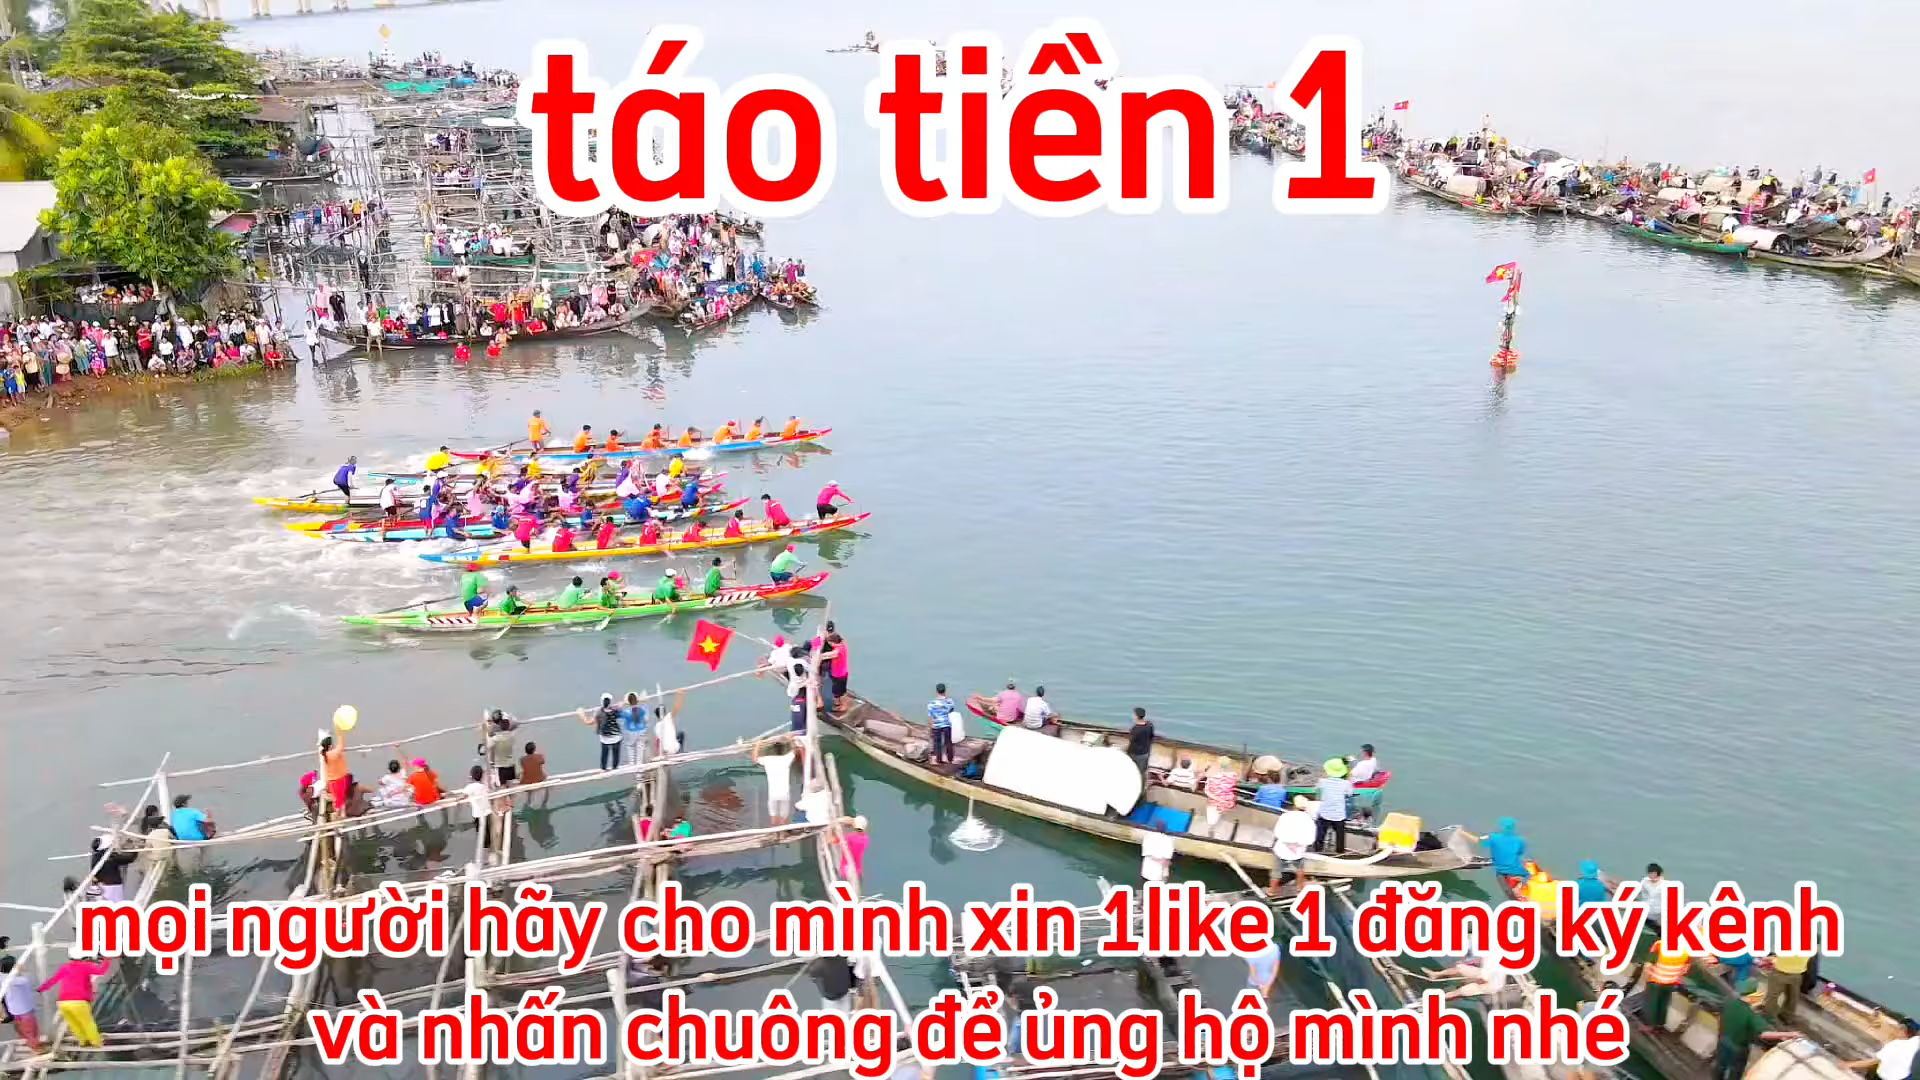 táo tiền 1
mọi người hãy cho mình xin 1like 1 đăng ký kênh
và nhấn chuông để ủng hộ mình nhé